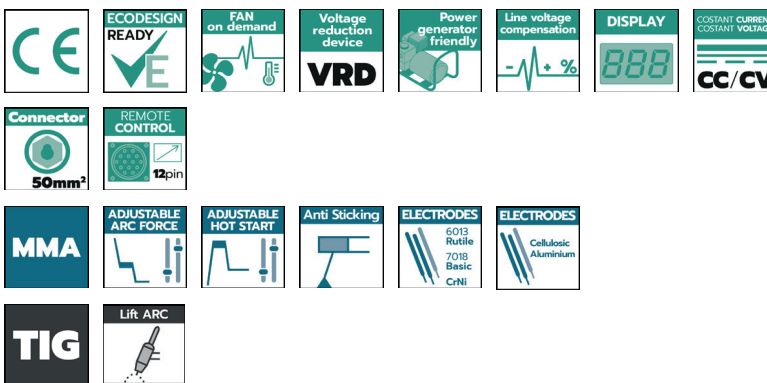 CE
ECODESIGN
READY
E
FAN
on demand
Voltage
reduction
device
VRD
Power
generator
friendly
Line voltage
compensation
- + %
DISPLAY
888
COSTANT CURREN
COSTANT VOLTAG
CC/CV
Connector
50mm²
REMOTE
CONTROL
12pin
MMA
ADJUSTABLE
ARC FORCE
ADJUSTABLE
HOT START
Anti Sticking
ELECTRODES
6013
Rutile
7018
Basic
CrNi
ELECTRODES
Cellulosic
Aluminium
TIG
Lift ARC